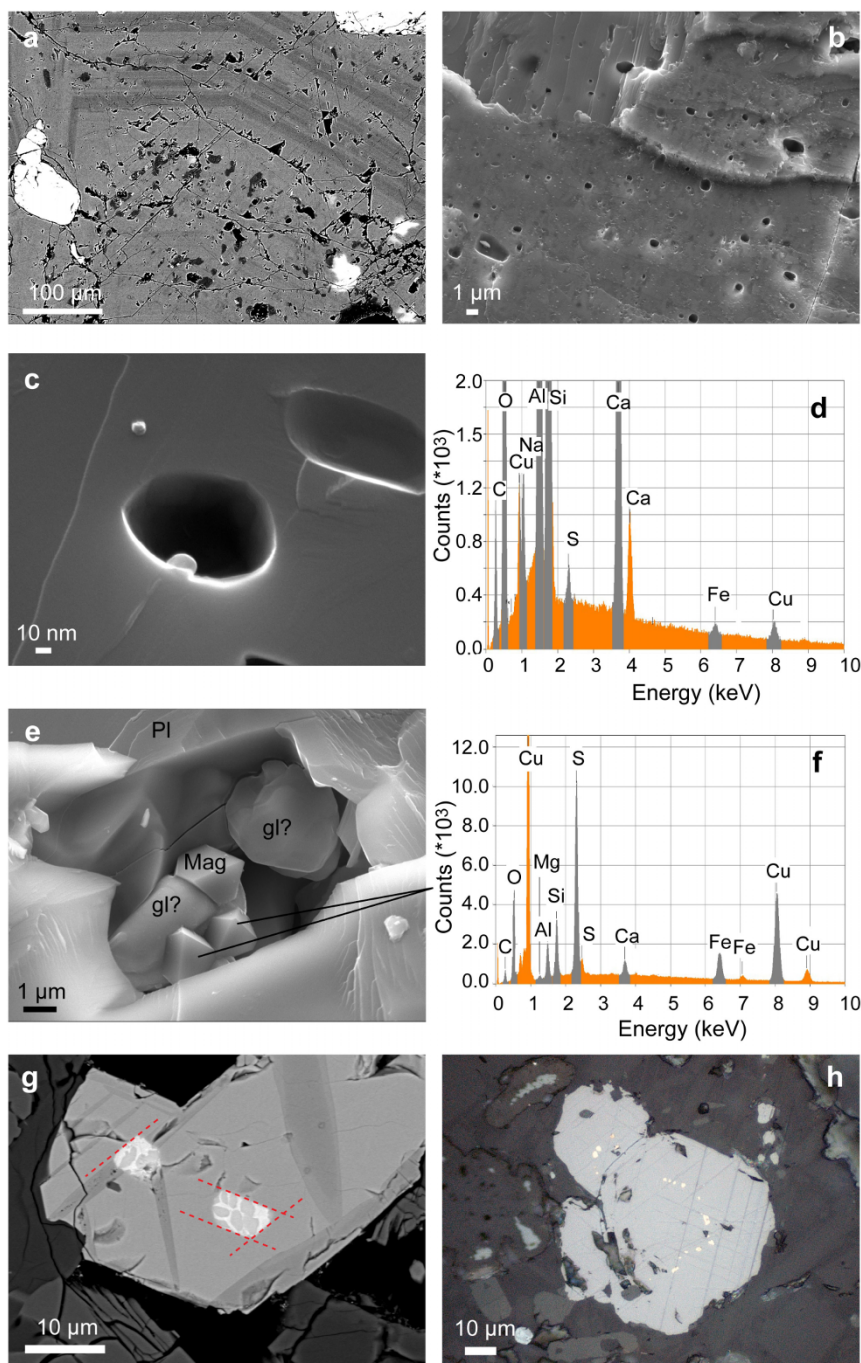 a
100 µm
b
1 µm
c
10 nm
d
Counts (*10³)
2.0
1.5
1.2
0.8
0.4
0.0
O
Al
Si
Ca
Cu
Na
C
Ca
S
Fe
Cu
0 1 2 3 4 5 6 7 8 9 10
Energy (keV)
e
Pl
gl?
Mag
gl?
1 µm
f
Counts (*10³)
12.0
10.0
8.0
6.0
4.0
2.0
0.0
Cu
S
O
Mg
Si
Cu
C
Al
S
Ca
Fe
Fe
Cu
0 1 2 3 4 5 6 7 8 9 10
Energy (keV)
g
10 µm
h
10 µm